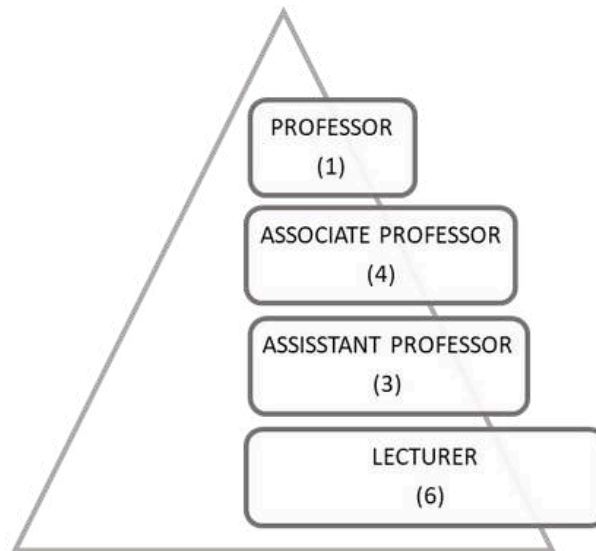 PROFESSOR
(1)
ASSOCIATE PROFESSOR
(4)
ASSISSTANT PROFESSOR
(3)
LECTURER
(6)